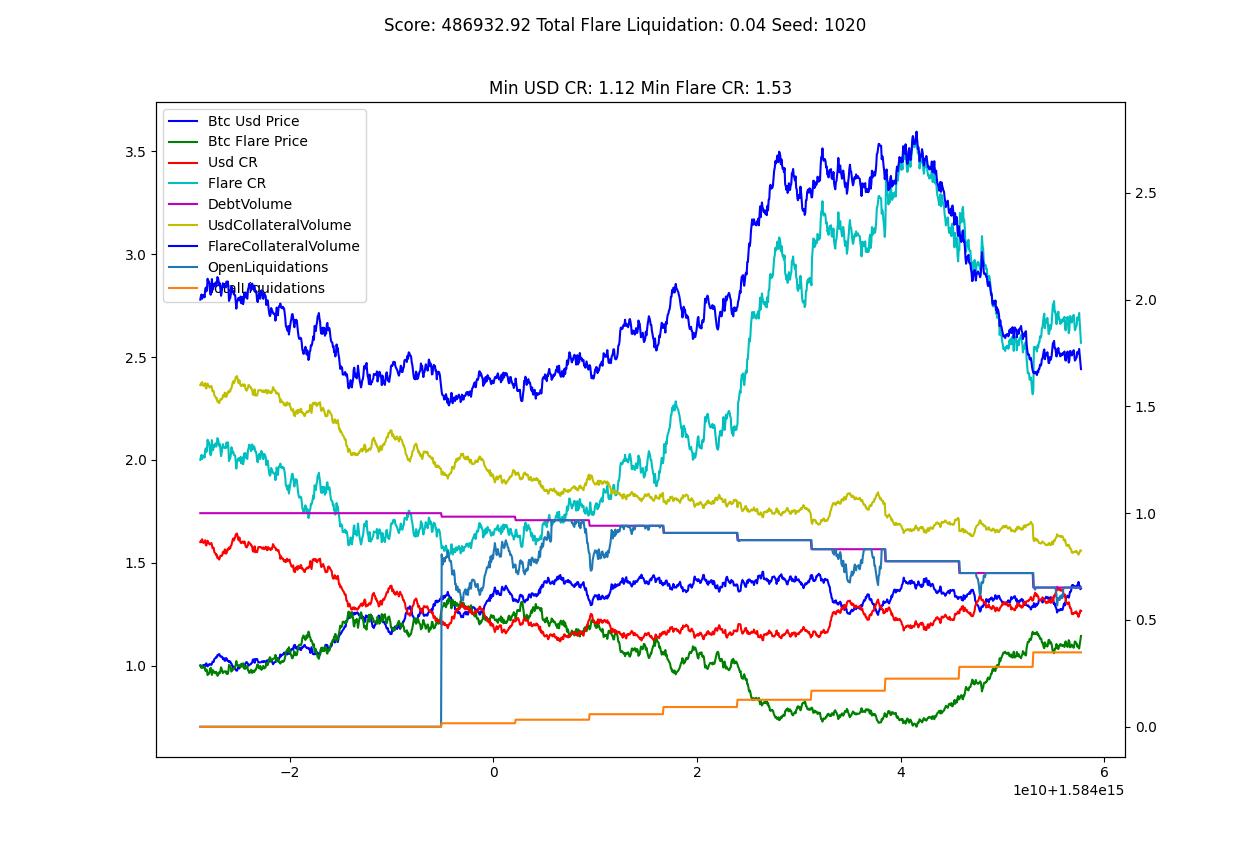 Score: 486932.92 Total Flare Liquidation: 0.04 Seed: 1020
Min USD CR: 1.12 Min Flare CR: 1.53
Btc Usd Price
Btc Flare Price
Usd CR
Flare CR
DebtVolume
UsdCollateralVolume
FlareCollateralVolume
OpenLiquidations
TotalLiquidations
3.5
3.0
2.5
2.0
1.5
1.0
2.5
2.0
1.5
1.0
0.5
0.0
−2
0
2
4
6
1e10+1.584e15